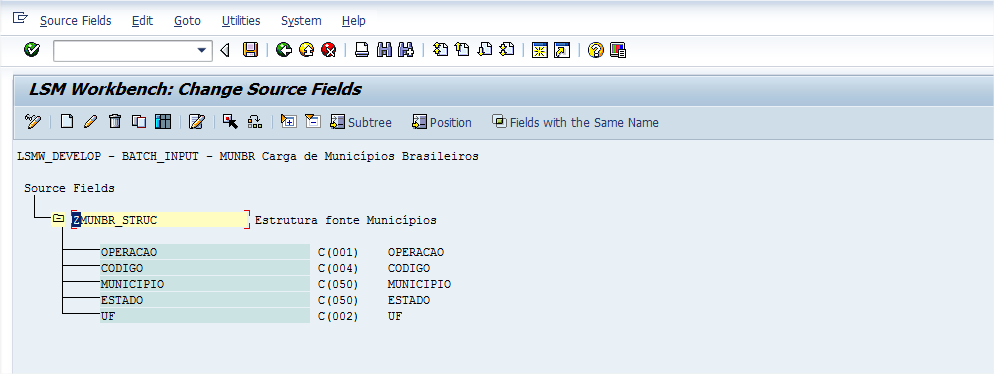 Source Fields Edit Goto Utilities System Help
LSM Workbench: Change Source Fields
Subtree Position Fields with the Same Name
LSMW_DEVELOP - BATCH_INPUT - MUNBR Carga de Municípios Brasileiros
Source Fields
ZMUNBR_STRUC Estrutura fonte Municípios
OPERACAO C(001) OPERACAO
CODIGO C(004) CODIGO
MUNICIPIO C(050) MUNICIPIO
ESTADO C(050) ESTADO
UF C(002) UF